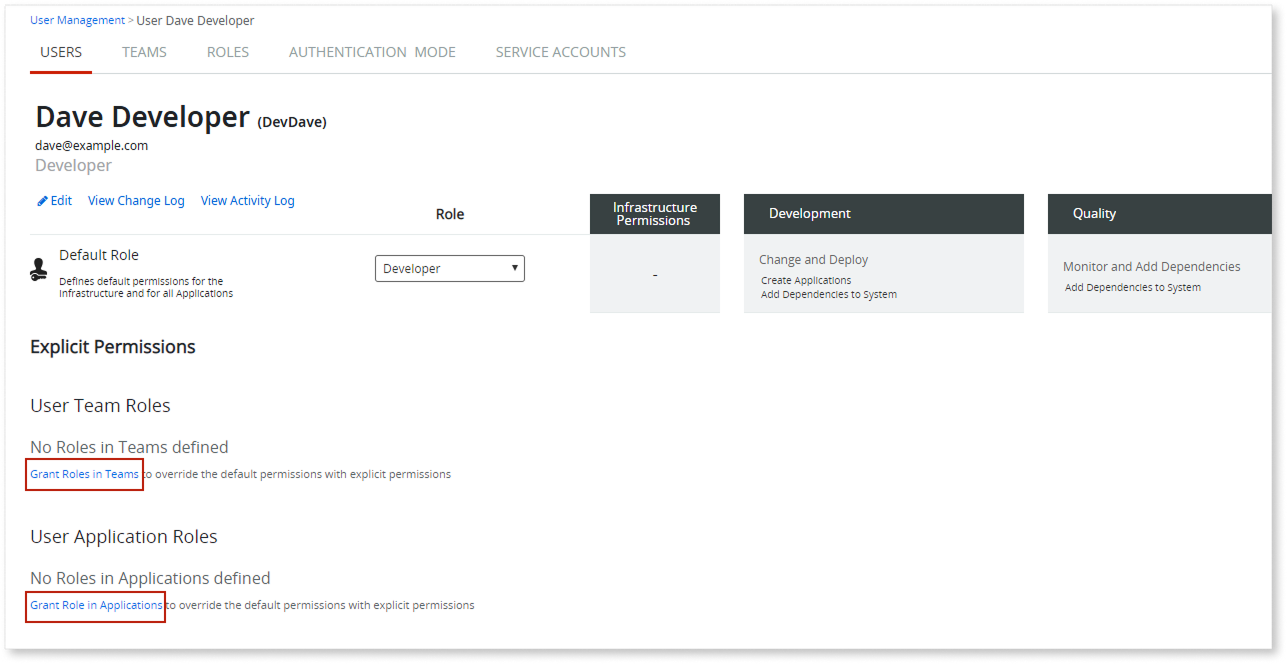 User Management > User Dave Developer
USERS TEAMS ROLES AUTHENTICATION MODE SERVICE ACCOUNTS
Dave Developer (DevDave)
dave@example.com
Developer
Edit View Change Log View Activity Log
Role
Infrastructure
Permissions
Development
Quality
Default Role
Defines default permissions for the
Infrastructure and for all Applications
Developer
-
Change and Deploy
Create Applications
Add Dependencies to System
Monitor and Add Dependencies
Add Dependencies to System
Explicit Permissions
User Team Roles
No Roles in Teams defined
Grant Roles in Teams to override the default permissions with explicit permissions
User Application Roles
No Roles in Applications defined
Grant Role in Applications to override the default permissions with explicit permissions